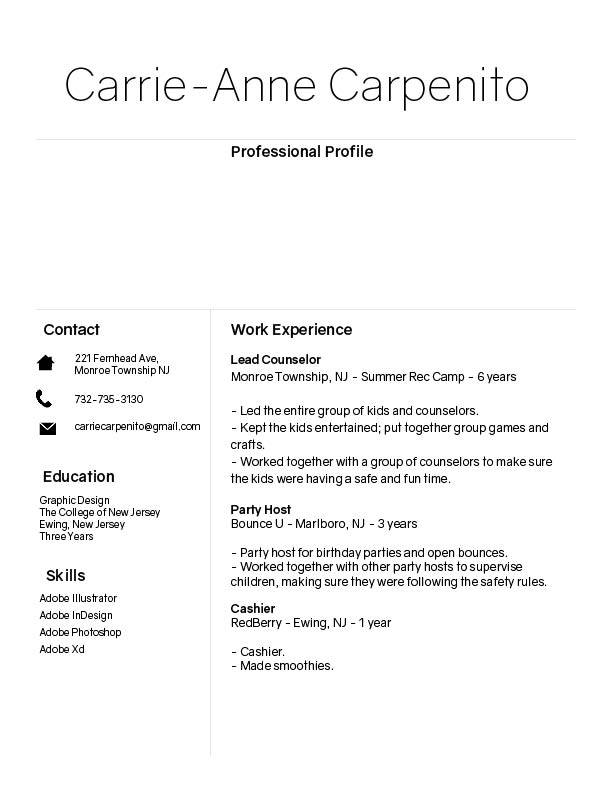 Carrie-Anne Carpenito
Professional Profile
Contact
221 Fernhead Ave,
Monroe Township NJ
732-735-3130
carriecarpenito@gmail.com
Education
Graphic Design
The College of New Jersey
Ewing, New Jersey
Three Years
Skills
Adobe Illustrator
Adobe InDesign
Adobe Photoshop
Adobe Xd
Work Experience
Lead Counselor
Monroe Township, NJ - Summer Rec Camp - 6 years
- Led the entire group of kids and counselors.
- Kept the kids entertained; put together group games and
crafts.
- Worked together with a group of counselors to make sure
the kids were having a safe and fun time.
Party Host
Bounce U - Marlboro, NJ - 3 years
- Party host for birthday parties and open bounces.
- Worked together with other party hosts to supervise
children, making sure they were following the safety rules.
Cashier
RedBerry - Ewing, NJ - 1 year
- Cashier.
- Made smoothies.